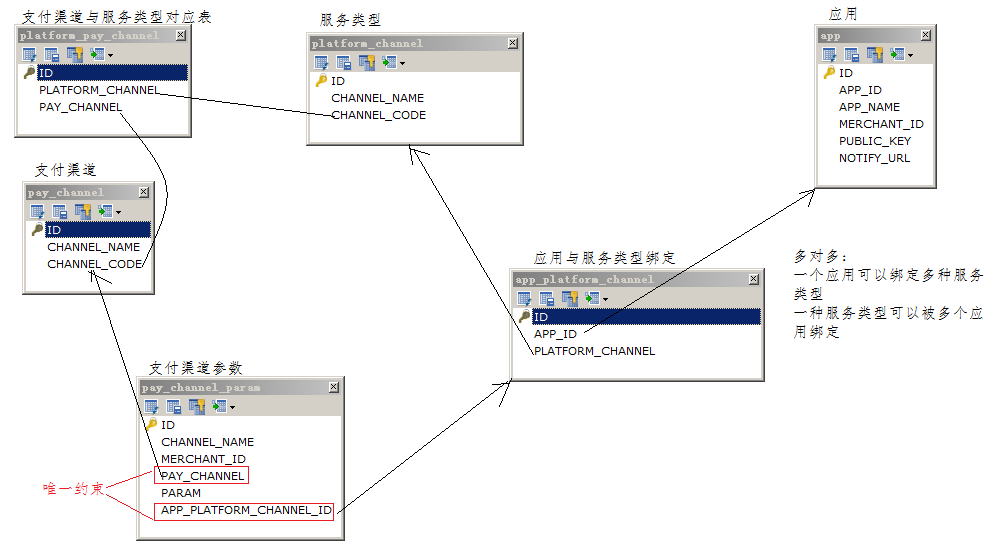 支付渠道与服务类型对应表
platform_pay_channel
ID
PLATFORM_CHANNEL
PAY_CHANNEL
服务类型
platform_channel
ID
CHANNEL_NAME
CHANNEL_CODE
应用
app
ID
APP_ID
APP_NAME
MERCHANT_ID
PUBLIC_KEY
NOTIFY_URL
支付渠道
pay_channel
ID
CHANNEL_NAME
CHANNEL_CODE
应用与服务类型绑定
app_platform_channel
ID
APP_ID
PLATFORM_CHANNEL
多对多：
一个应用可以绑定多种服务
类型
一种服务类型可以被多个应
用绑定
支付渠道参数
pay_channel_param
ID
CHANNEL_NAME
MERCHANT_ID
PAY_CHANNEL
PARAM
APP_PLATFORM_CHANNEL_ID
唯一约束